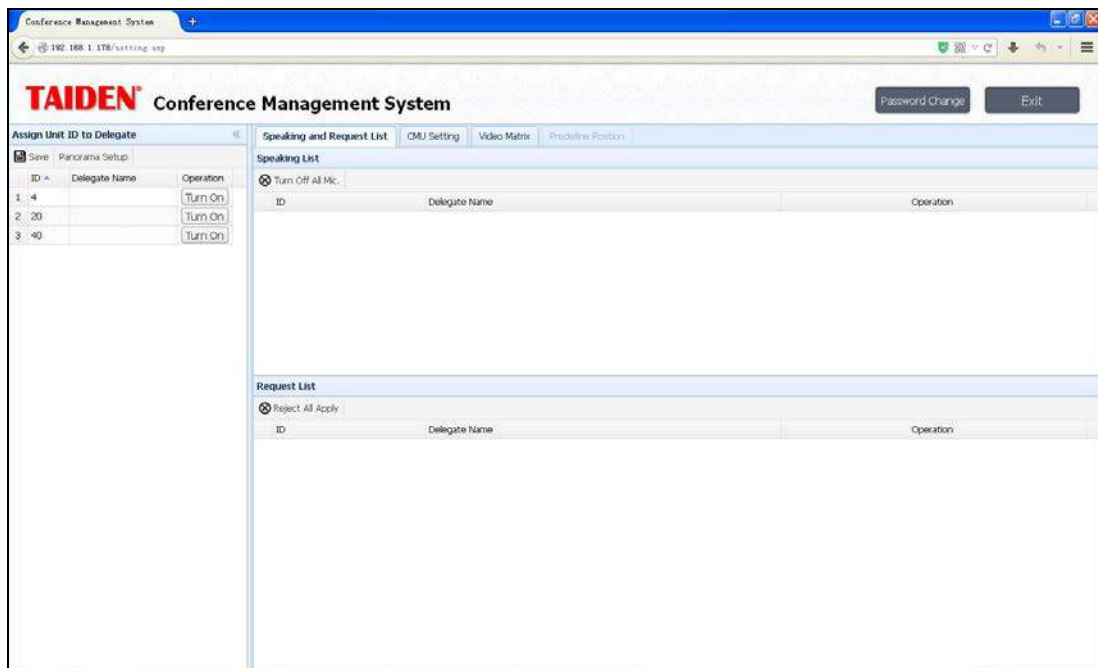 Conference Management System
192.168.1.178/setting.asp
TAIDEN Conference Management System
Password Change
Exit
Assign Unit ID to Delegate
Save Panorama Setup
ID Delegate Name Operation
1 4 Turn On
2 20 Turn On
3 40 Turn On
Speaking and Request List CMU Setting Video Matrix Predefine Position
Speaking List
Turn Off All Mic.
ID Delegate Name Operation
Request List
Reject All Apply
ID Delegate Name Operation